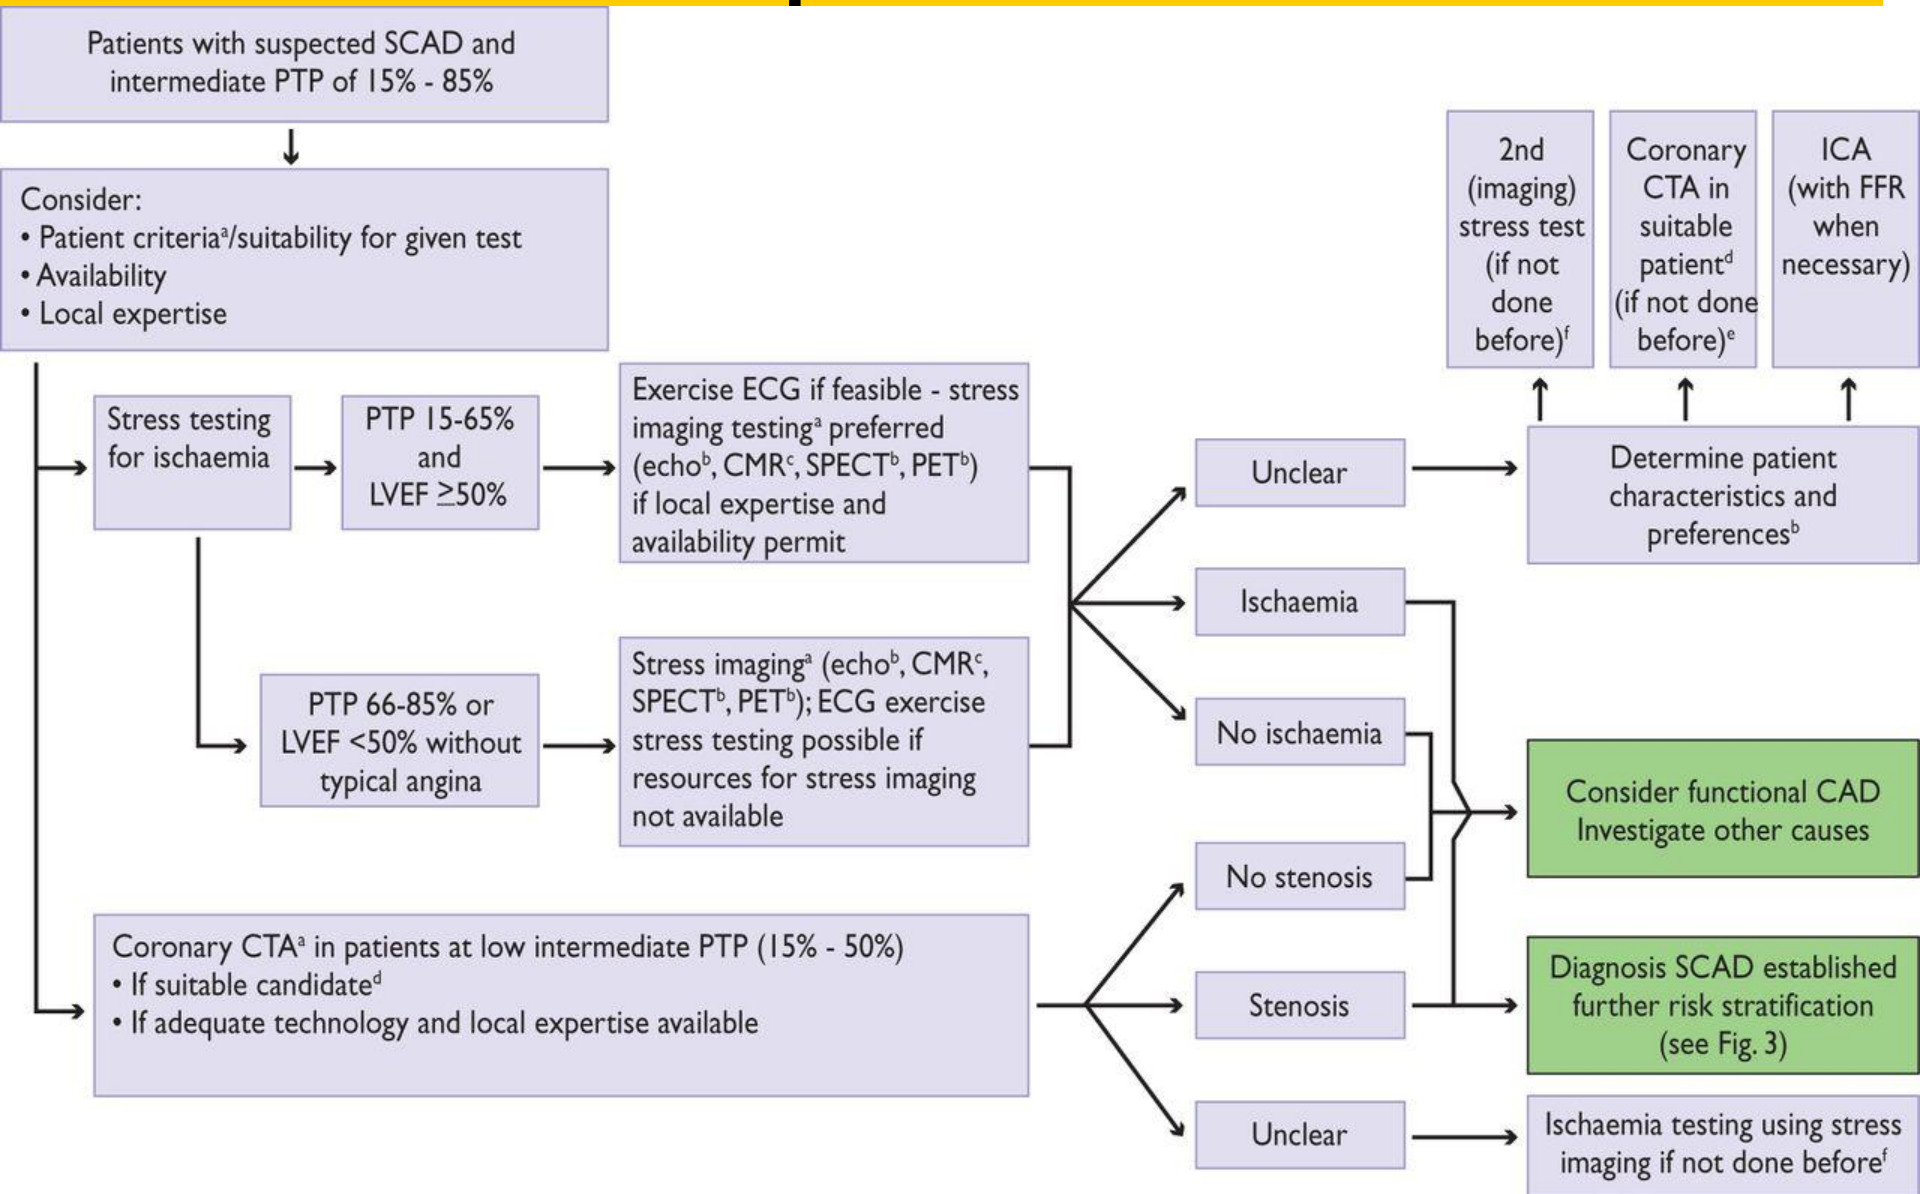 Patients with suspected SCAD and
intermediate PTP of 15% - 85%
Consider:
• Patient criteriaᵃ/suitability for given test
• Availability
• Local expertise
Stress testing
for ischaemia
PTP 15-65%
and
LVEF ≥50%
Exercise ECG if feasible - stress
imaging testingᵃ preferred
(echoᵇ, CMRᶜ, SPECTᵇ, PETᵇ)
if local expertise and
availability permit
PTP 66-85% or
LVEF <50% without
typical angina
Stress imagingᵃ (echoᵇ, CMRᶜ,
SPECTᵇ, PETᵇ); ECG exercise
stress testing possible if
resources for stress imaging
not available
Coronary CTAᵃ in patients at low intermediate PTP (15% - 50%)
• If suitable candidateᵈ
• If adequate technology and local expertise available
Unclear
Ischaemia
No ischaemia
No stenosis
Stenosis
Unclear
2nd
(imaging)
stress test
(if not
done
before)ᶠ
Coronary
CTA in
suitable
patientᵈ
(if not done
before)ᵉ
ICA
(with FFR
when
necessary)
Determine patient
characteristics and
preferencesᵇ
Consider functional CAD
Investigate other causes
Diagnosis SCAD established
further risk stratification
(see Fig. 3)
Ischaemia testing using stress
imaging if not done beforeᶠ